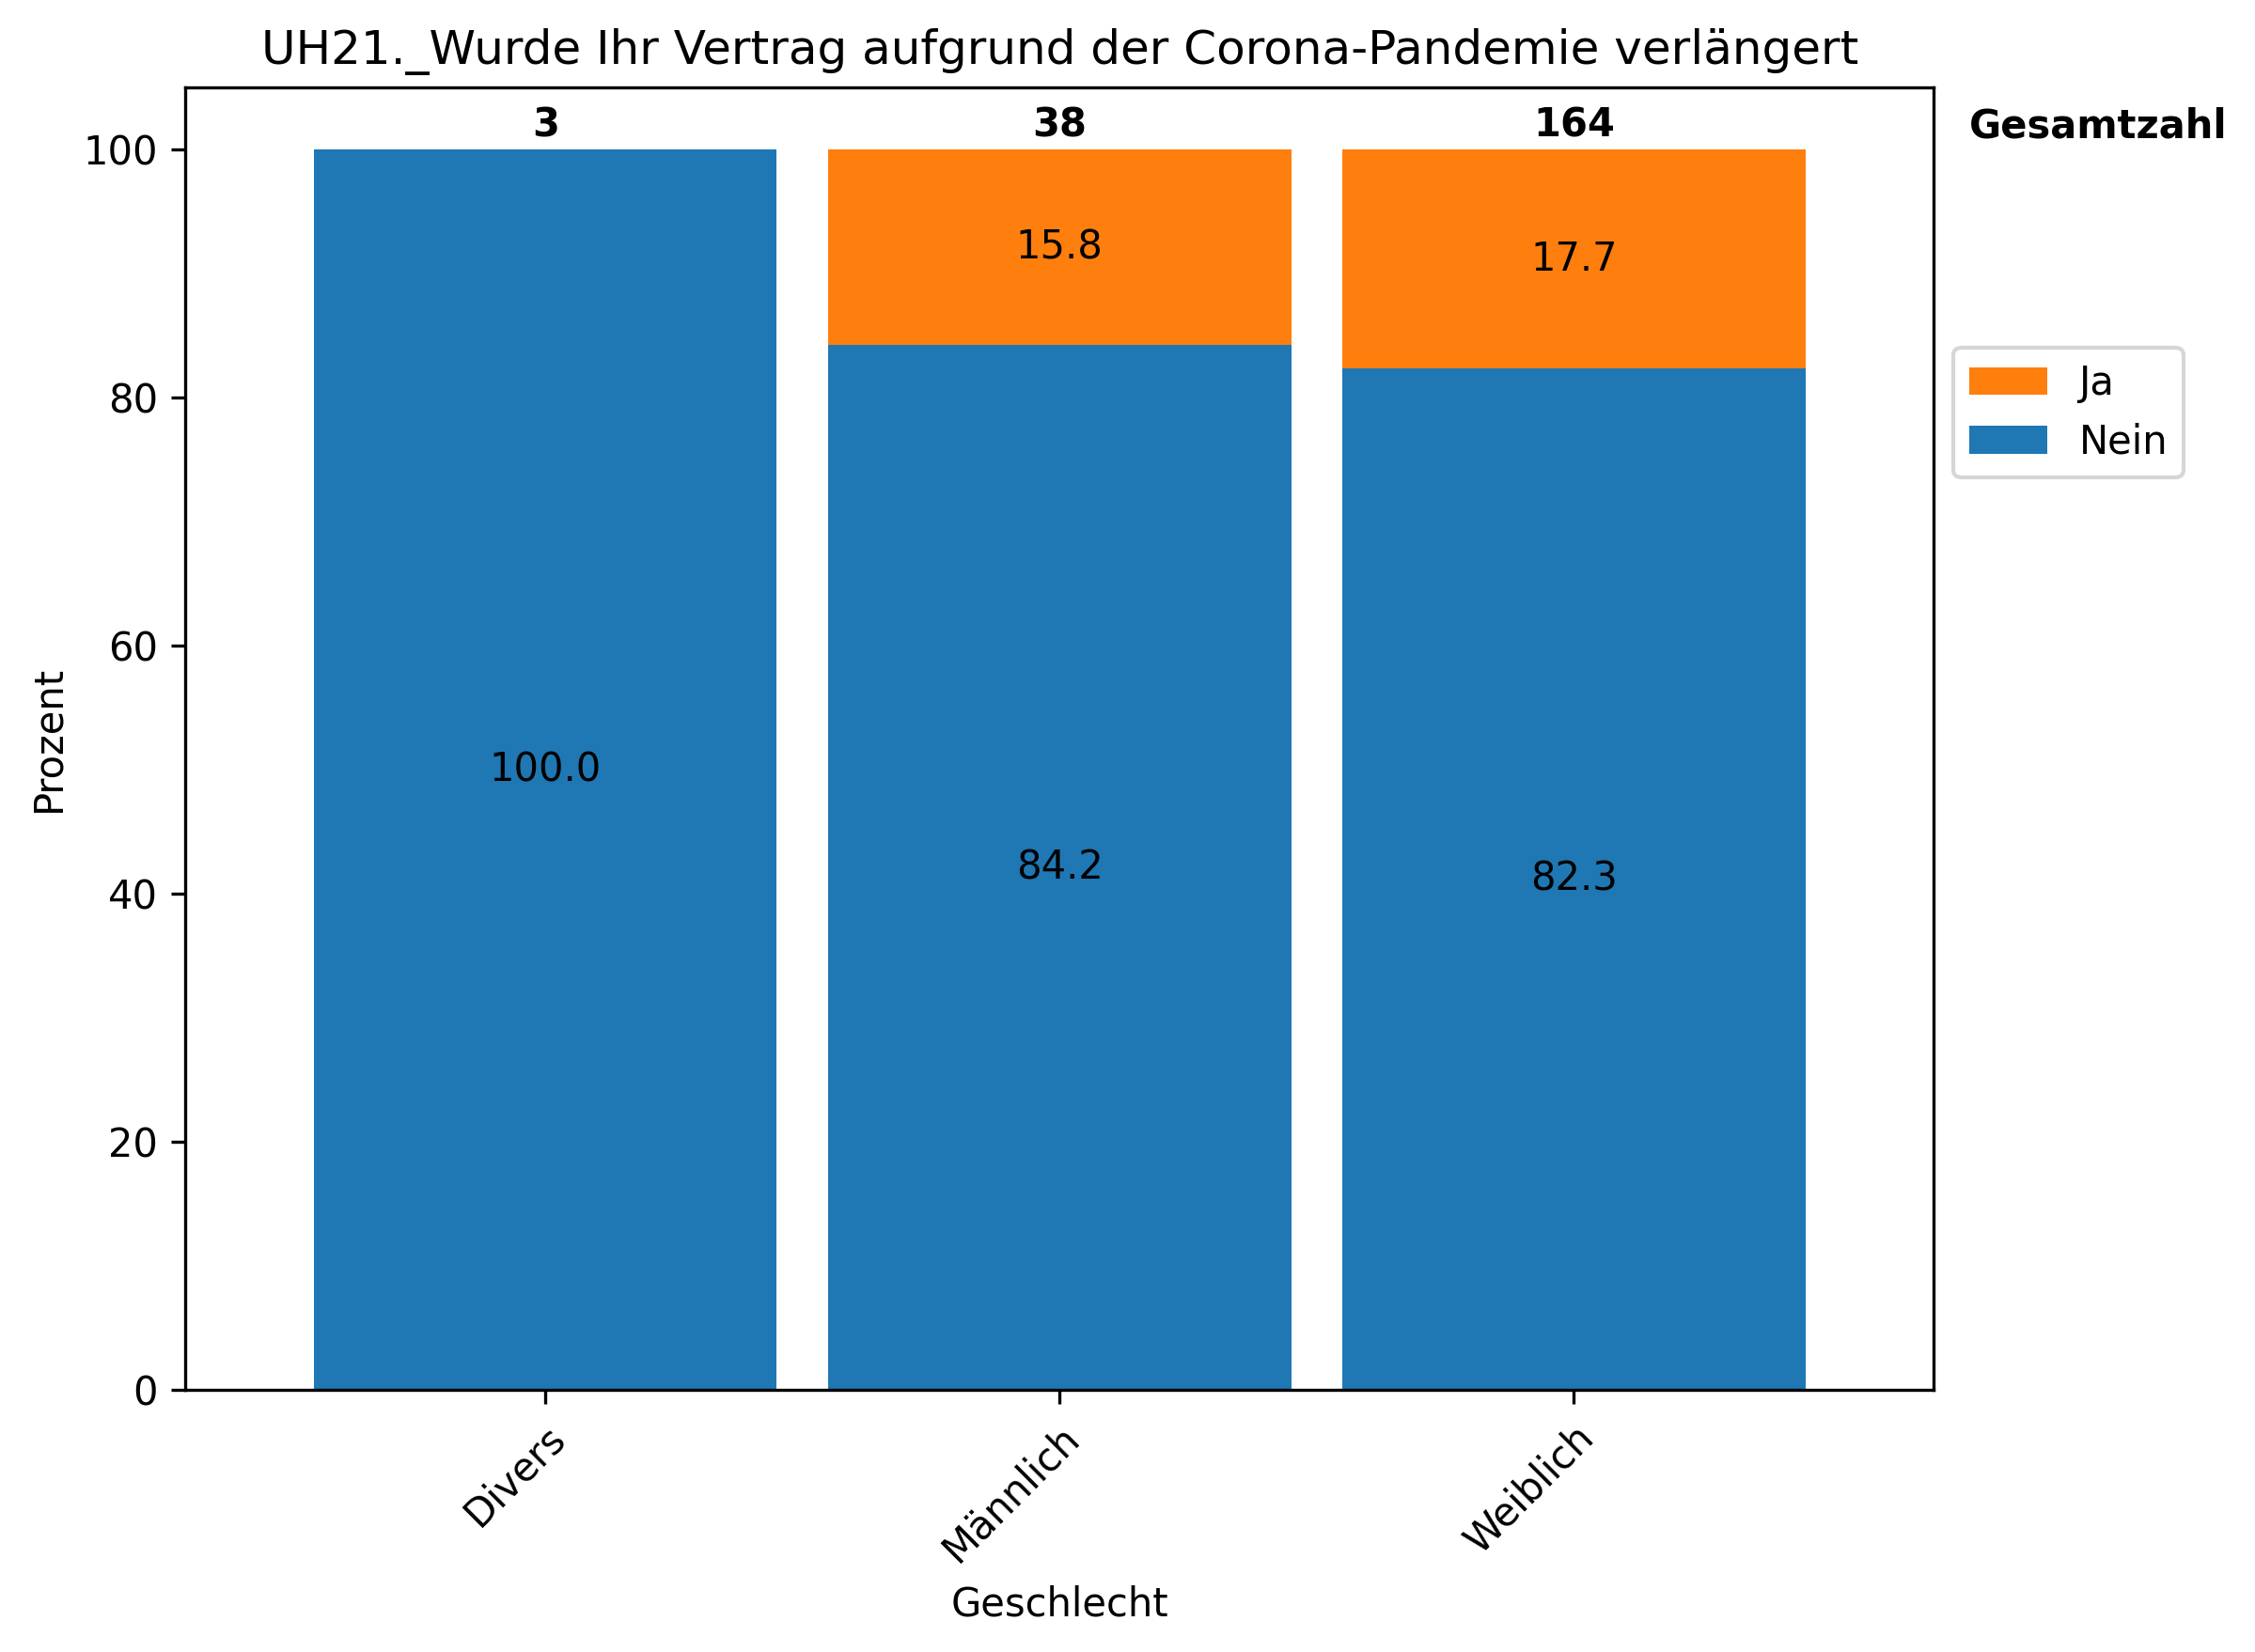 UH21._Wurde Ihr Vertrag aufgrund der Corona-Pandemie verlängert
3 38 164 Gesamtzahl
100
15.8
17.7
Ja
80
Nein
60
Prozent
100.0
84.2
82.3
40
20
0
Divers Männlich Weiblich
Geschlecht